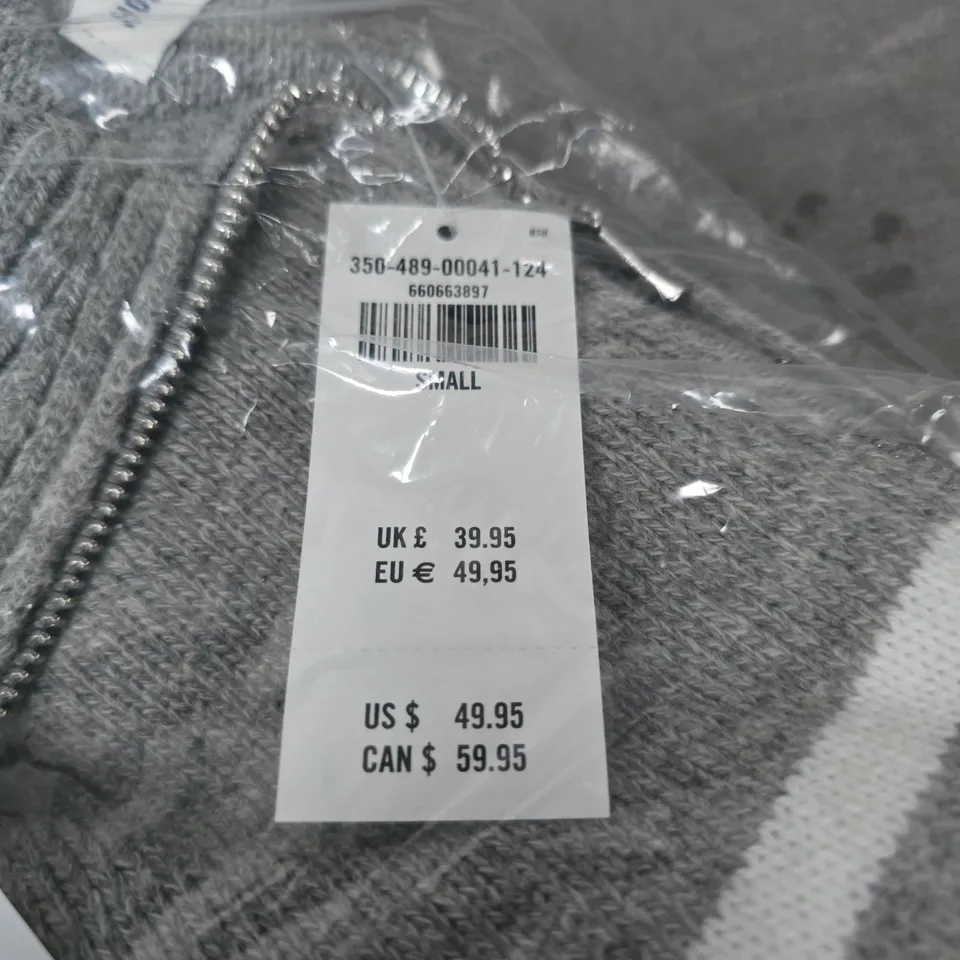 350-489-00041-124
660663897
SMALL
UK £ 39.95
EU € 49,95
US $ 49.95
CAN $ 59.95